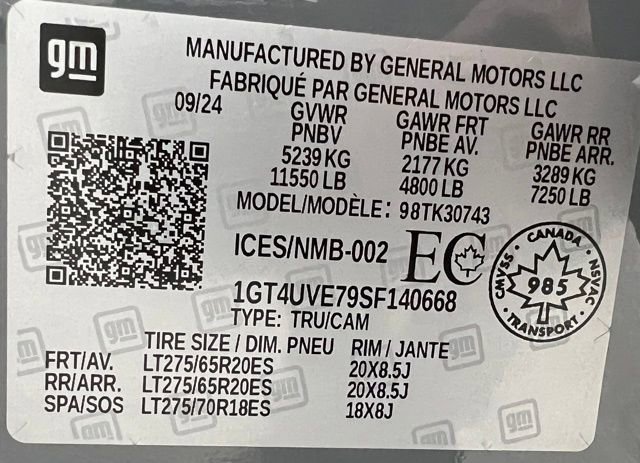 gm
MANUFACTURED BY GENERAL MOTORS LLC
FABRIQUÉ PAR GENERAL MOTORS LLC
09/24 GVWR GAWR FRT GAWR RR
PNBV PNBE AV. PNBE ARR.
5239 KG 2177 KG 3289 KG
11550 LB 4800 LB 7250 LB
MODEL/MODÈLE: 98TK30743
ICES/NMB-002 EC
CMVSS · CANADA · NSVAC · TRANSPORT ·
985
1GT4UVE79SF140668
TYPE: TRU/CAM
TIRE SIZE / DIM. PNEU RIM / JANTE
FRT/AV. LT275/65R20ES 20X8.5J
RR/ARR. LT275/65R20ES 20X8.5J
SPA/SOS LT275/70R18ES 18X8J